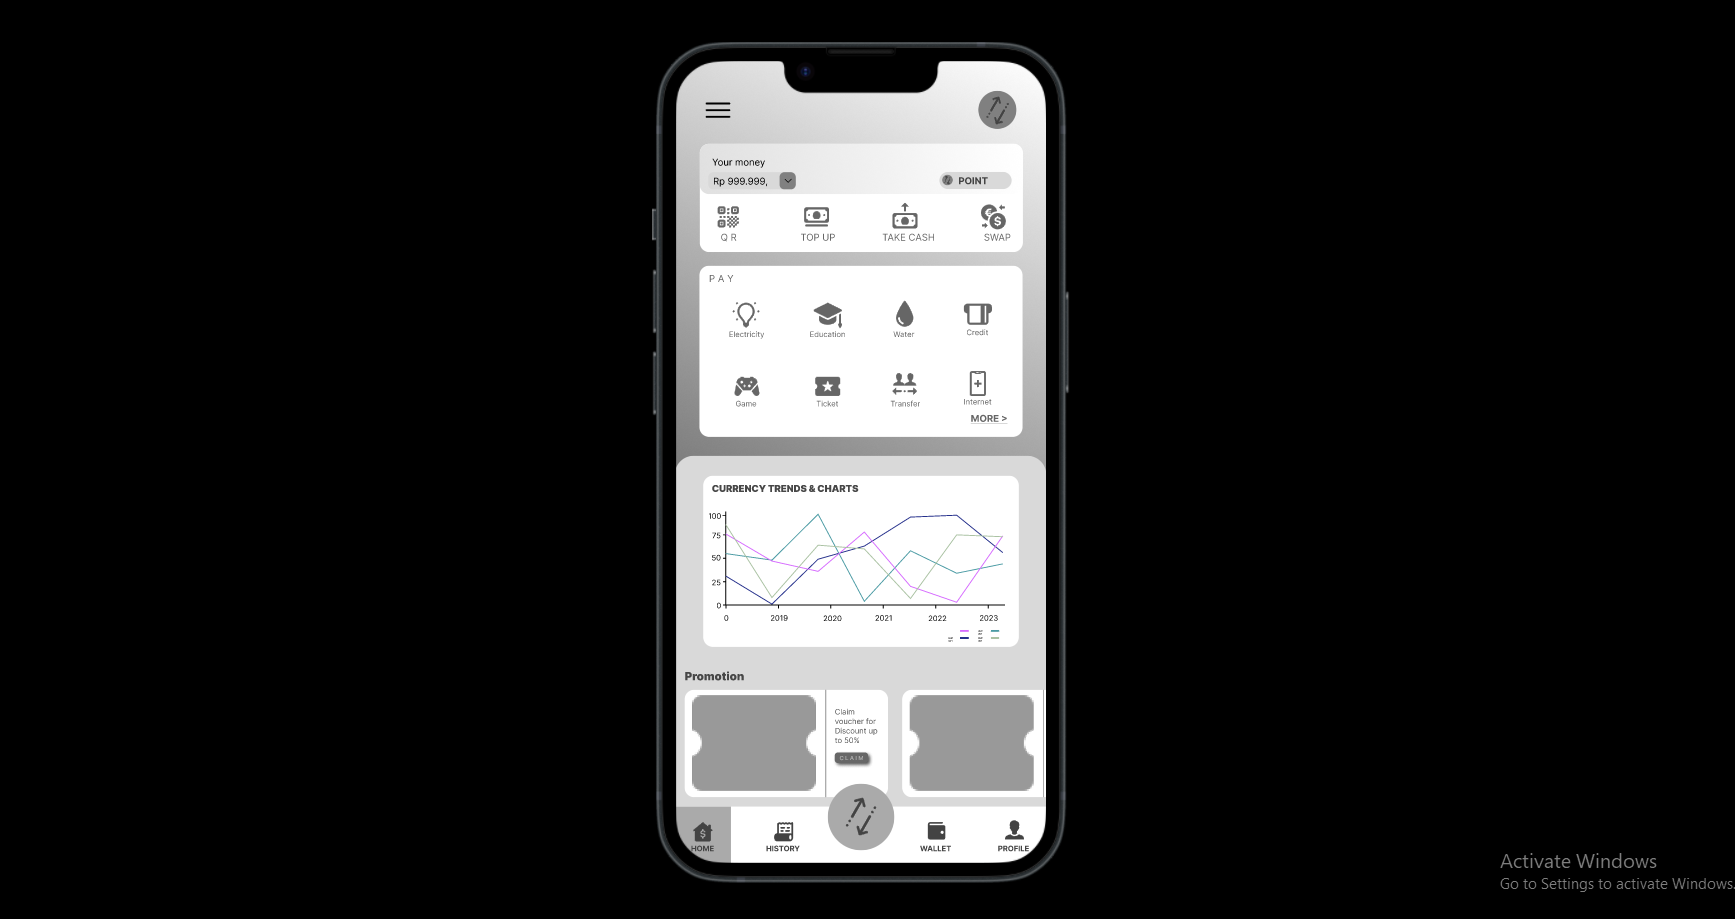 Your money
Rp 999.999,
POINT
Q R
TOP UP
TAKE CASH
SWAP
PAY
Electricity
Education
Water
Credit
Game
Ticket
Transfer
Internet
MORE >
CURRENCY TRENDS & CHARTS
100
75
50
25
0
0 2019 2020 2021 2022 2023
Promotion
Claim
voucher for
Discount up
to 50%
CLAIM
HOME
HISTORY
WALLET
PROFILE
Activate Windows
Go to Settings to activate Windows.